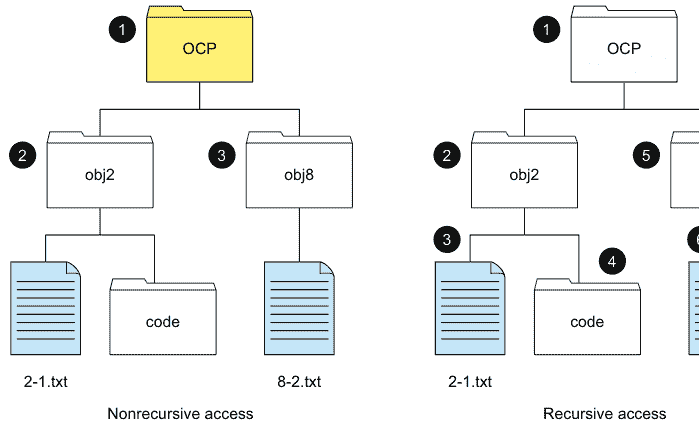 1
OCP
2
obj2
3
obj8
code
2-1.txt
8-2.txt
Nonrecursive access
1
OCP
2
obj2
5
3
4
code
2-1.txt
Recursive access